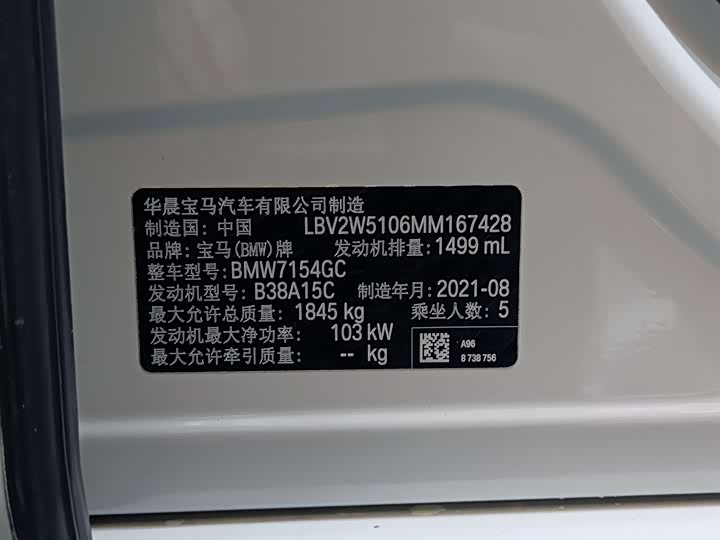 华晨宝马汽车有限公司制造
制造国: 中国 LBV2W5106MM167428
品牌: 宝马(BMW)牌 发动机排量: 1499 mL
整车型号: BMW7154GC
发动机型号: B38A15C 制造年月: 2021-08
最大允许总质量: 1845 kg 乘坐人数: 5
发动机最大净功率: 103 kW
最大允许牵引质量: -- kg
A96
8 738 756